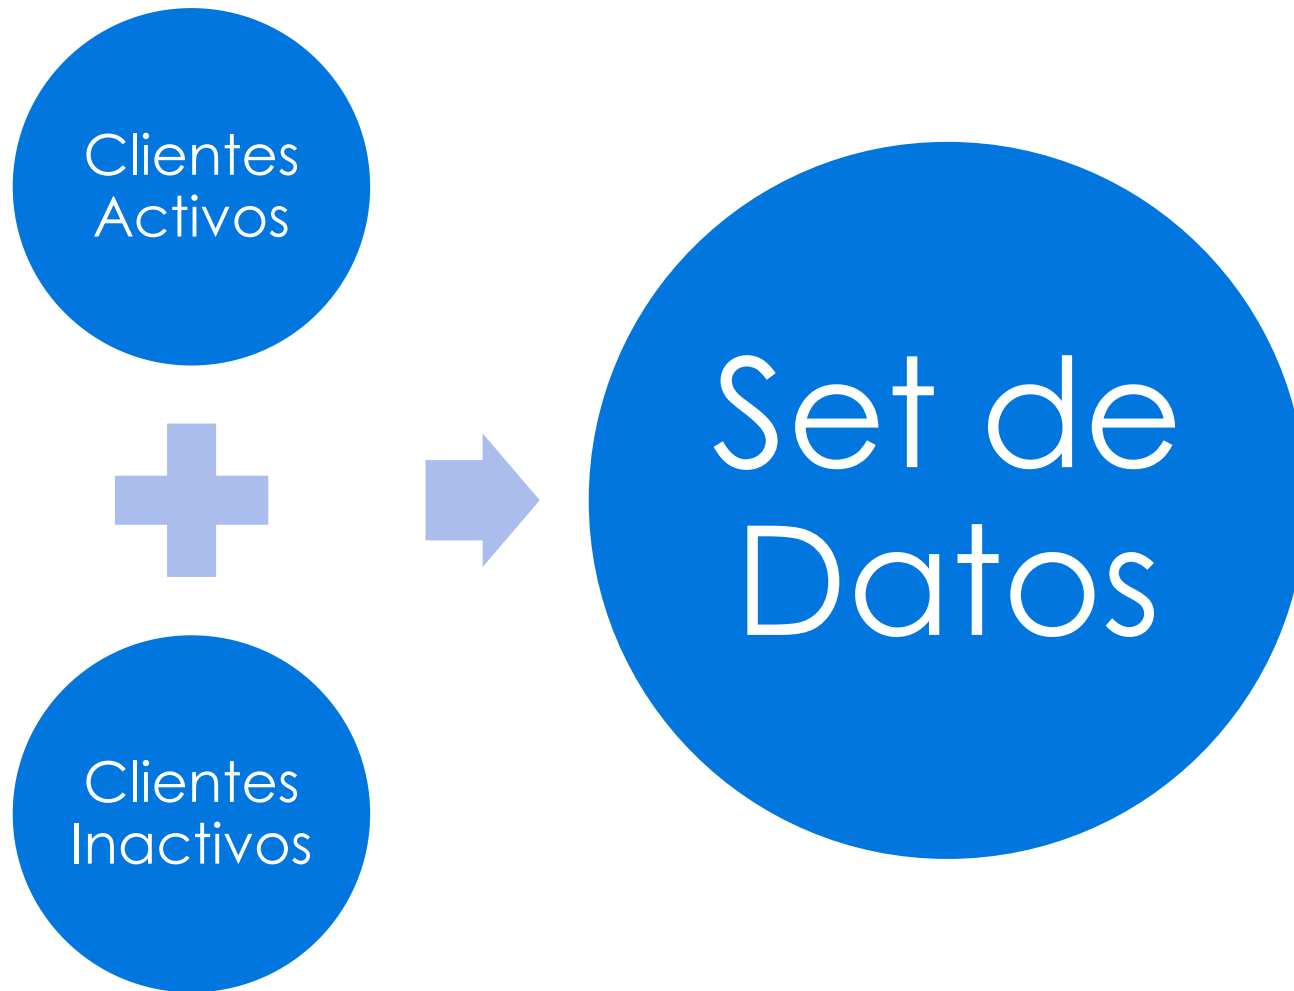 Clientes
Activos
Clientes
Inactivos
Set de
Datos